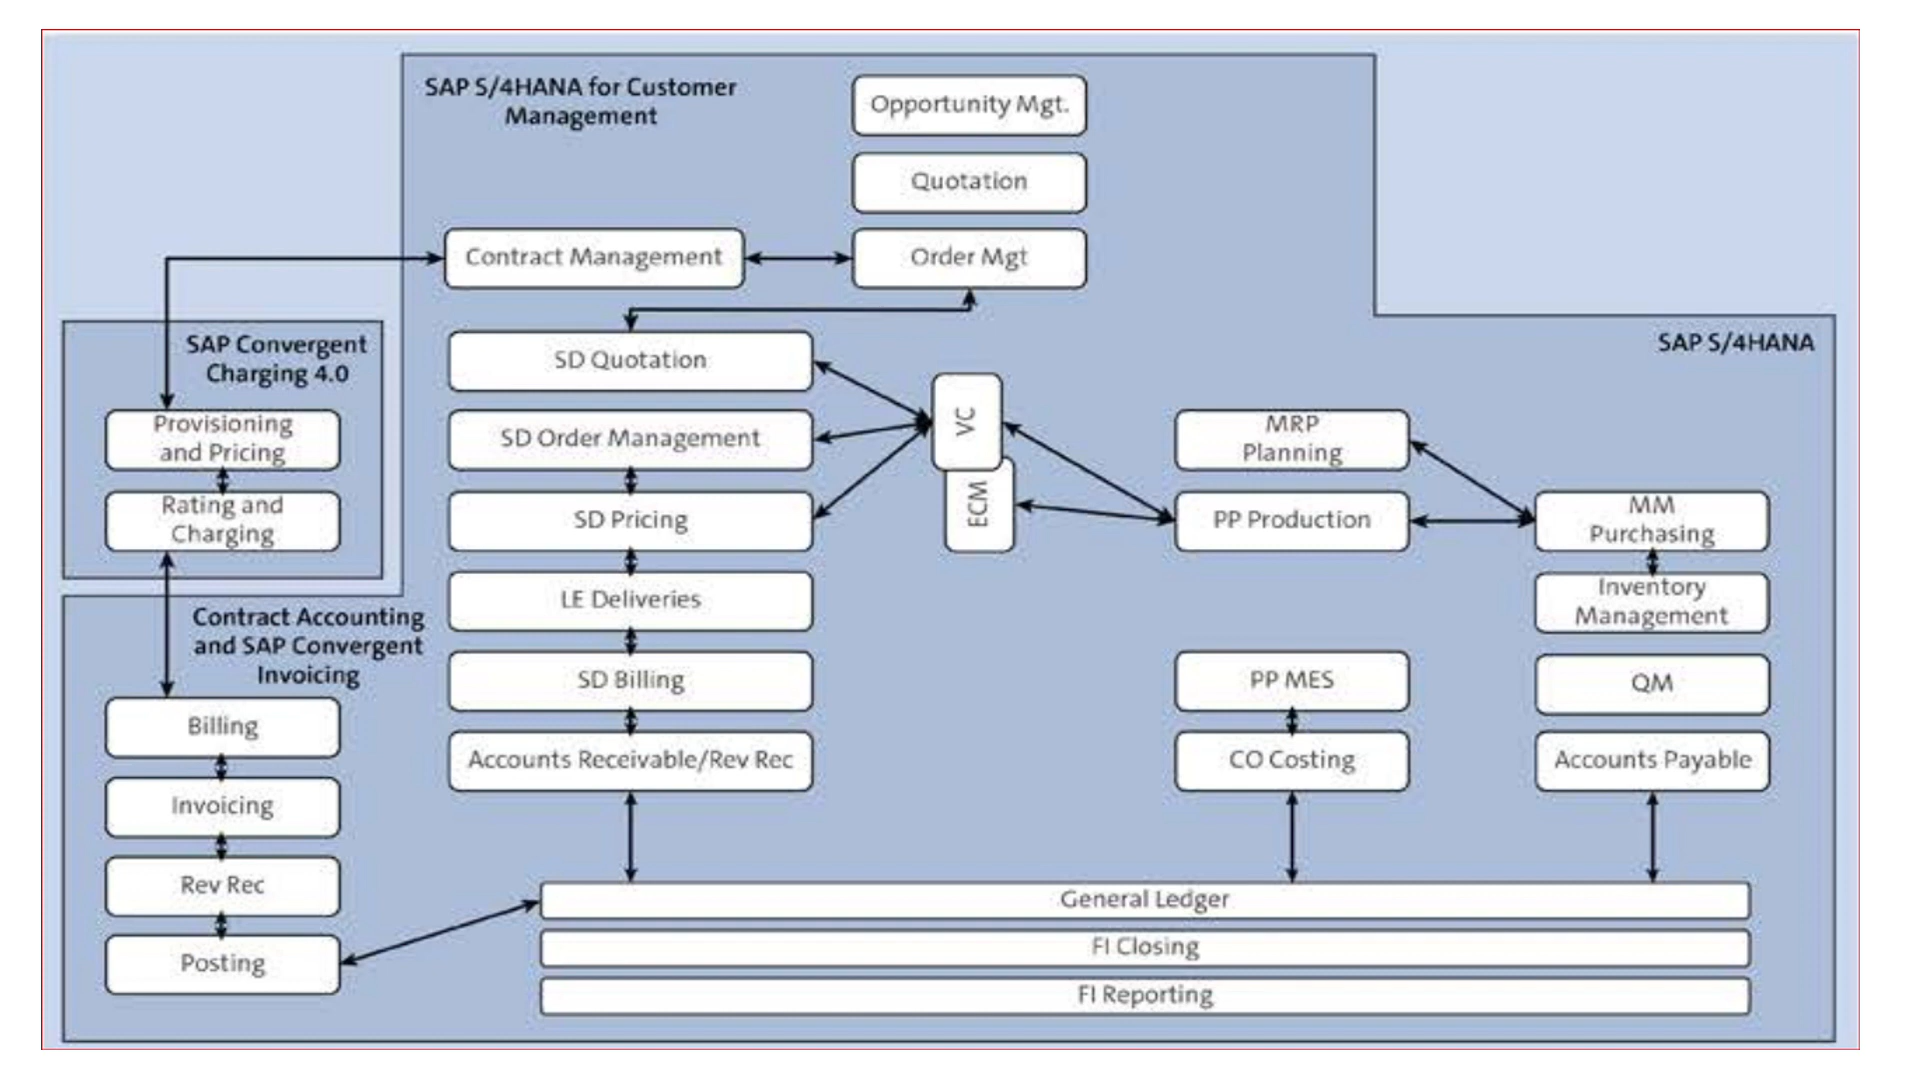 SAP S/4HANA for Customer
Management
Opportunity Mgt.
Quotation
Contract Management
Order Mgt
SAP Convergent
Charging 4.0
Provisioning
and Pricing
Rating and
Charging
SAP S/4HANA
SD Quotation
SD Order Management
SD Pricing
LE Deliveries
SD Billing
Accounts Receivable/Rev Rec
VC
ECM
MRP
Planning
PP Production
MM
Purchasing
Inventory
Management
PP MES
QM
CO Costing
Accounts Payable
Contract Accounting
and SAP Convergent
Invoicing
Billing
Invoicing
Rev Rec
Posting
General Ledger
FI Closing
FI Reporting